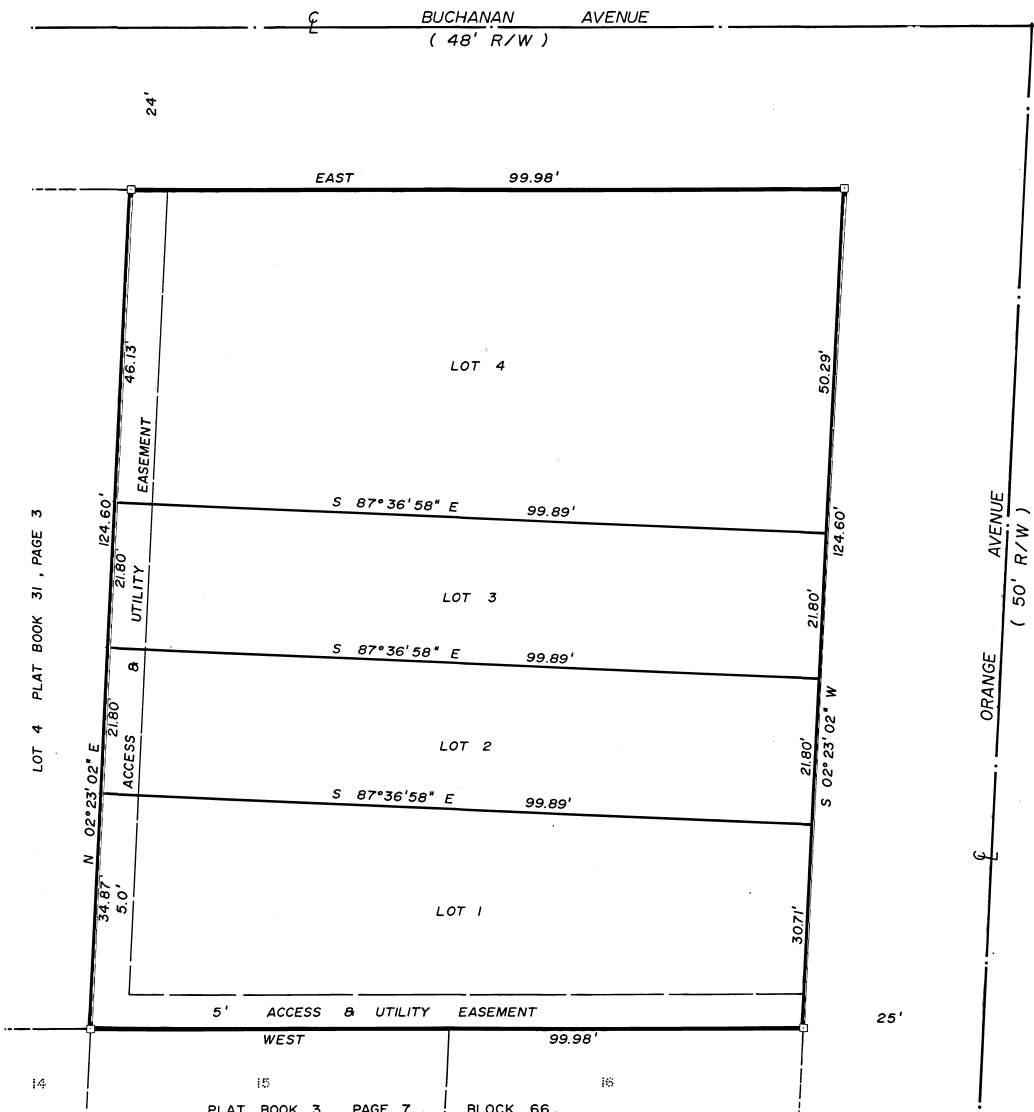 ℄ BUCHANAN AVENUE
( 48' R/W )
24'
EAST 99.98'
46.13'
LOT 4
50.29'
EASEMENT
S 87°36'58" E 99.89'
124.60'
124.60'
LOT 4 PLAT BOOK 31, PAGE 3
21.80'
UTILITY
LOT 3
21.80'
ORANGE AVENUE
( 50' R/W )
&
S 87°36'58" E 99.89'
21.80'
ACCESS
LOT 2
21.80'
S 02°23'02" W
N 02°23'02" E
S 87°36'58" E 99.89'
℄
34.87'
5.0'
LOT 1
30.71'
5' ACCESS & UTILITY EASEMENT
25'
WEST 99.98'
14 15 16
PLAT BOOK 3 PAGE 7, BLOCK 66.